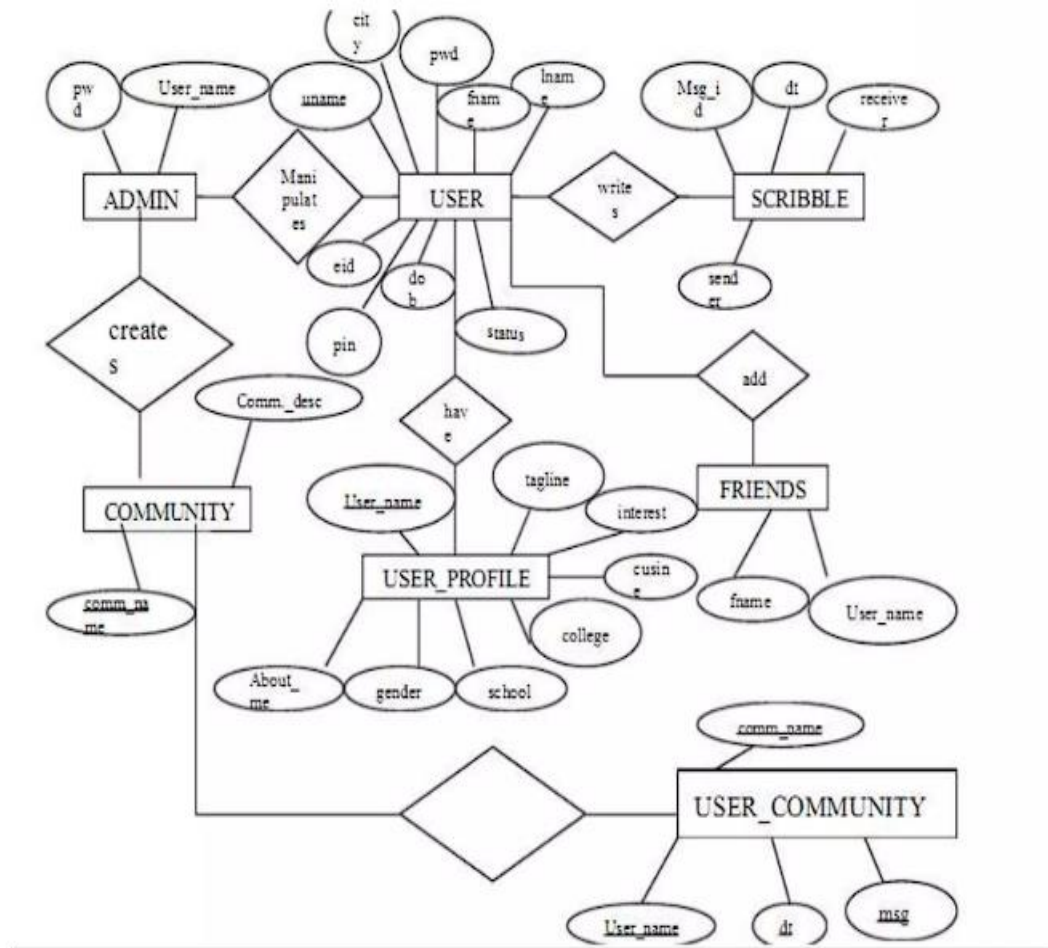 cit
y
pwd
lnam
e
fnam
e
pw
d
User_name
uname
Msg_i
d
dt
receive
r
ADMIN
Mani
pulat
es
USER
write
s
SCRIBBLE
eid
do
b
send
er
pin
status
create
s
add
Comm._desc
hav
e
tagline
FRIENDS
User_name
interest
COMMUNITY
USER_PROFILE
cusin
e
comm_na
me
fname
User_name
college
About_
me
gender
school
comm_name
USER_COMMUNITY
User_name
dt
msg